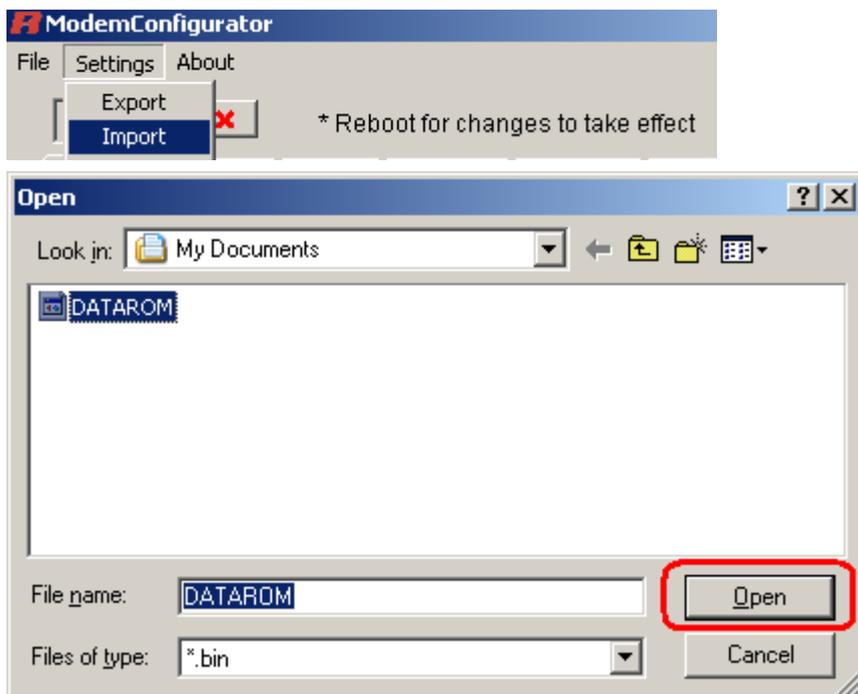 ModemConfigurator
File Settings About
Export
Import
* Reboot for changes to take effect
Open
Look in: My Documents
DATAROM
File name: DATAROM Open
Files of type: *.bin Cancel